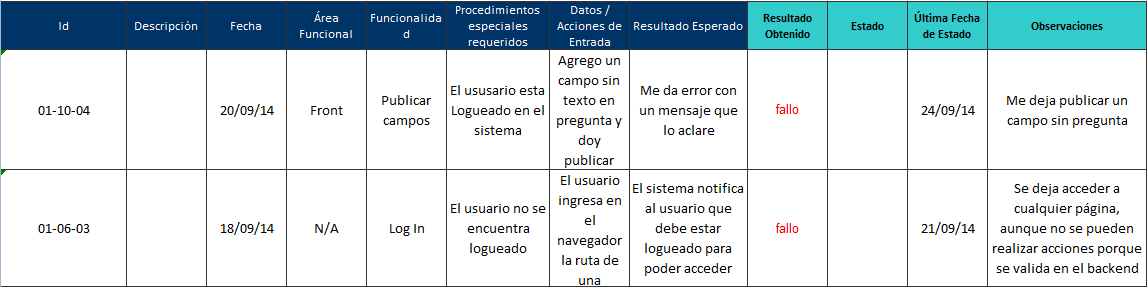 Id
Descripción
Fecha
Área
Funcional
Funcionalida
d
Procedimientos
especiales
requeridos
Datos /
Acciones de
Entrada
Resultado Esperado
Resultado
Obtenido
Estado
Última Fecha
de Estado
Observaciones
01-10-04
20/09/14
Front
Publicar
campos
El ususario esta
Logueado en el
sistema
Agrego un
campo sin
texto en
pregunta y
doy
publicar
Me da error con
un mensaje que
lo aclare
fallo
24/09/14
Me deja publicar un
campo sin pregunta
01-06-03
18/09/14
N/A
Log In
El usuario no se
encuentra
logueado
El usuario
ingresa en
el
navegador
la ruta de
una
El sistema notifica
al usuario que
debe estar
logueado para
poder acceder
fallo
21/09/14
Se deja acceder a
cualquier página,
aunque no se pueden
realizar acciones porque
se valida en el backend